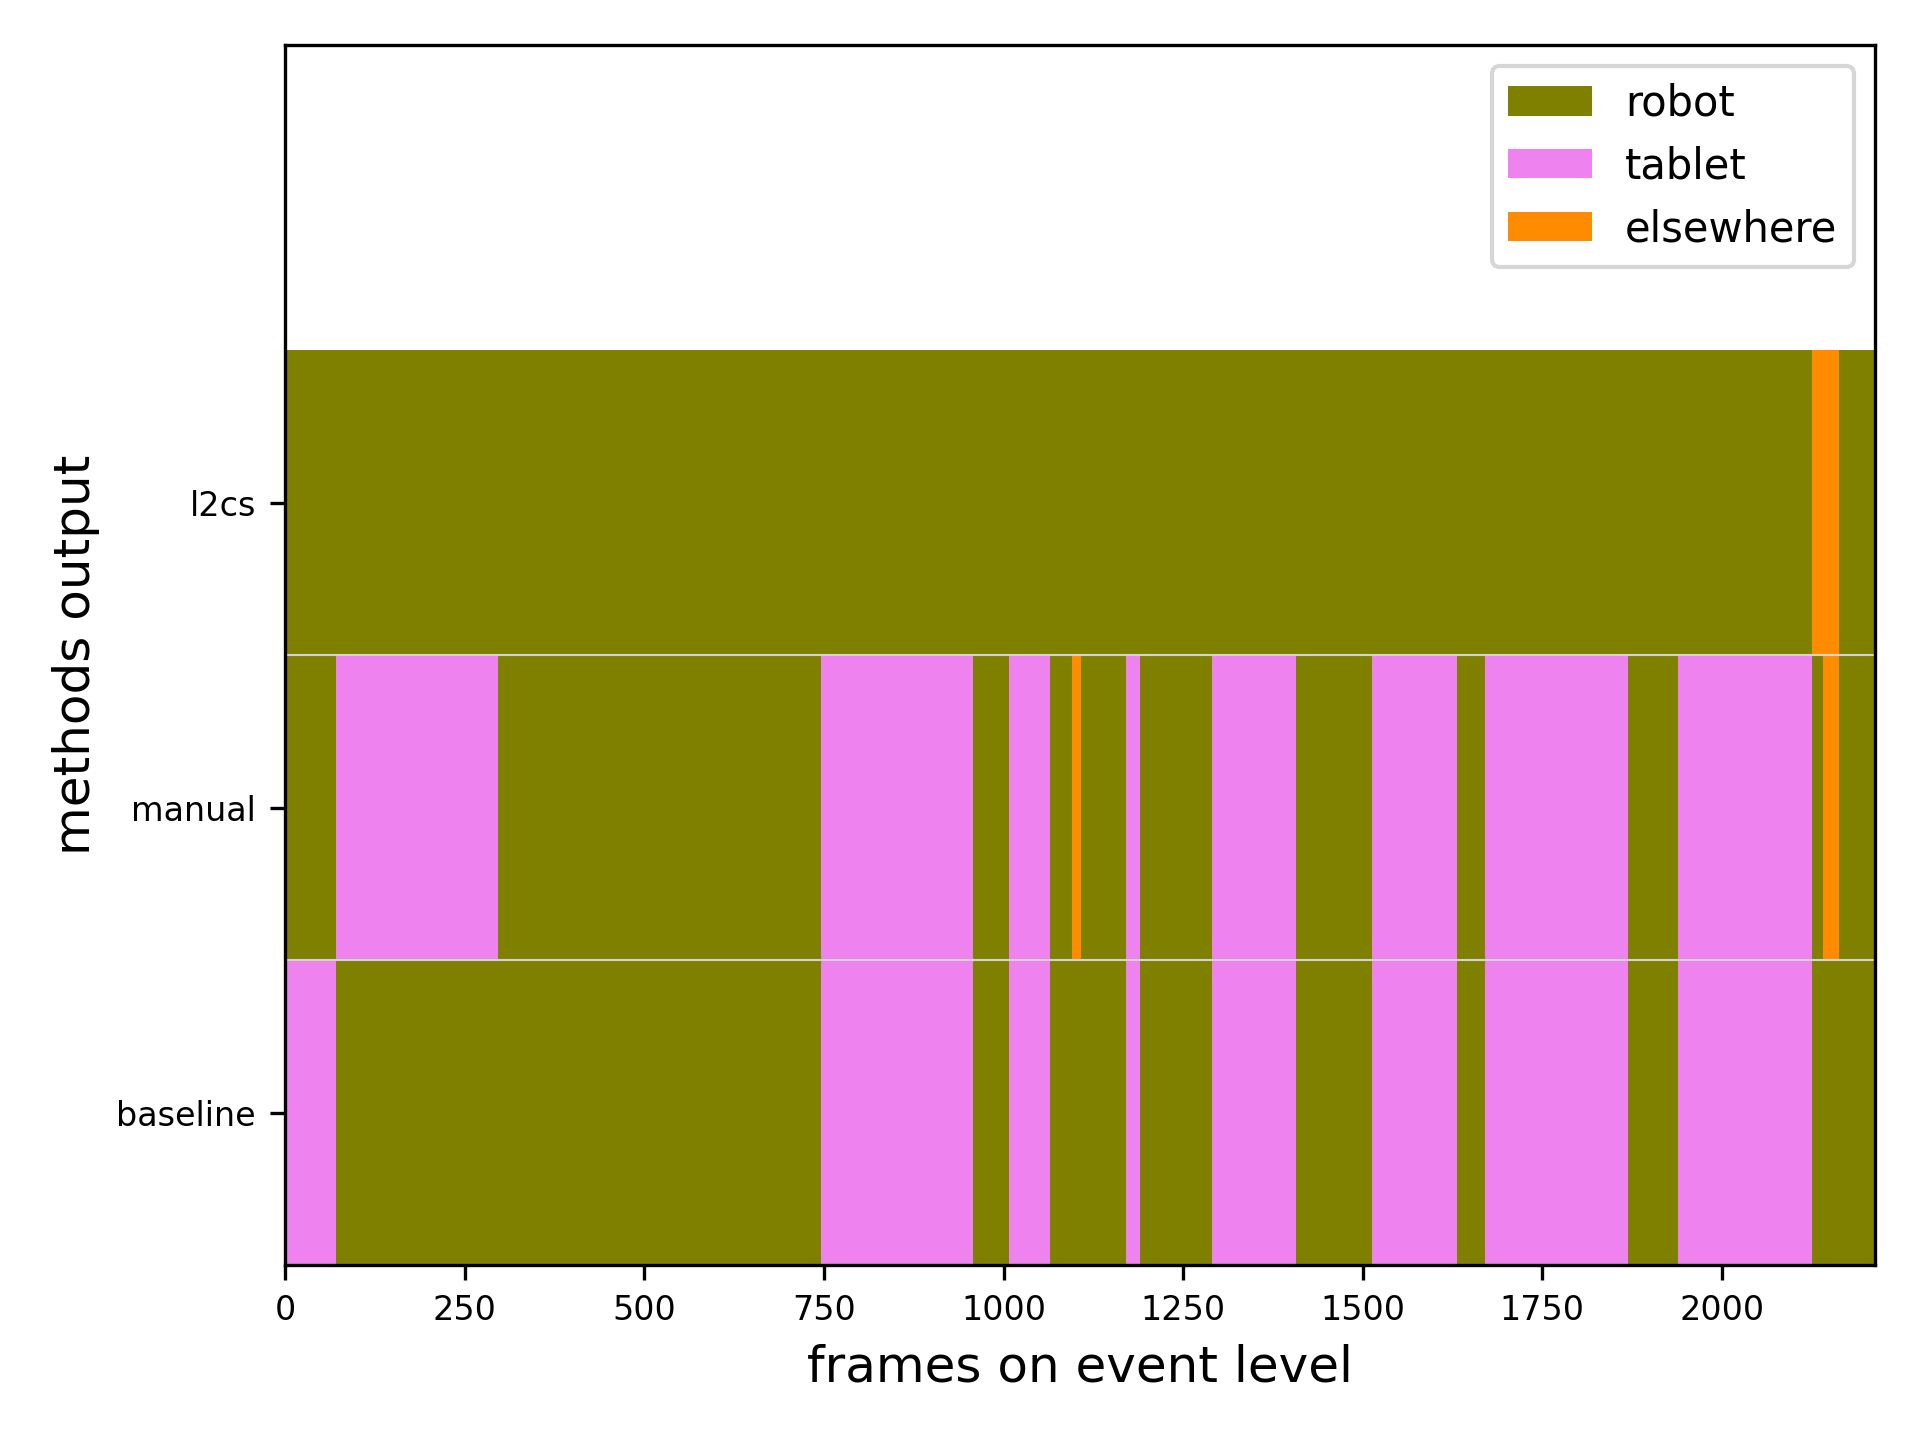 robot
tablet
elsewhere
methods output
l2cs
manual
baseline
0 250 500 750 1000 1250 1500 1750 2000
frames on event level